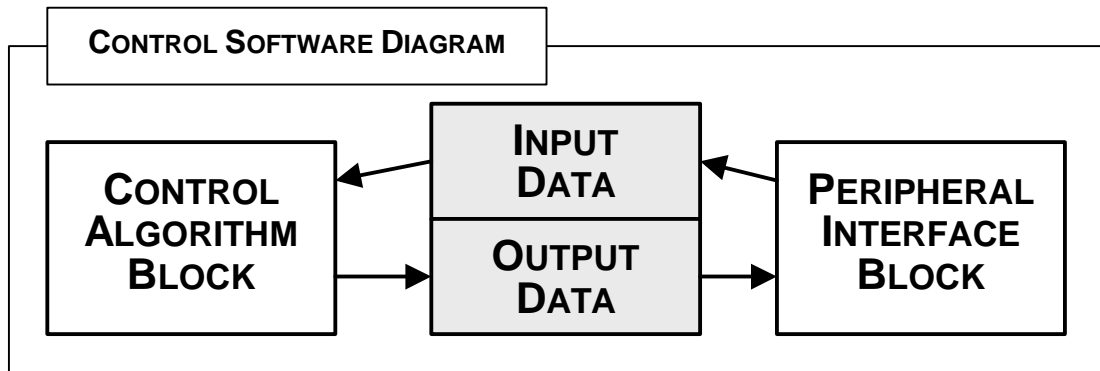 CONTROL SOFTWARE DIAGRAM
CONTROL
ALGORITHM
BLOCK
INPUT
DATA
OUTPUT
DATA
PERIPHERAL
INTERFACE
BLOCK